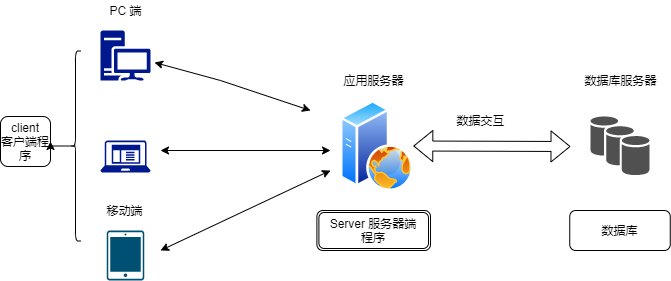 PC 端
应用服务器
数据库服务器
client
客户端程
序
数据交互
移动端
Server 服务器端
程序
数据库